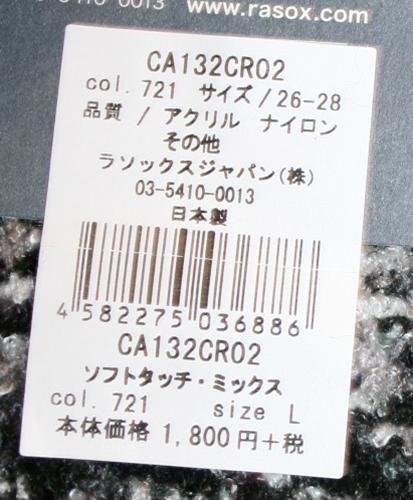 5410-0013 www.rasox.com
CA132CR02
col. 721 サイズ/26-28
品質 / アクリル ナイロン
その他
ラソックスジャパン(株)
03-5410-0013
日本製
4 582275 036886
CA132CR02
ソフトタッチ・ミックス
col. 721 size L
本体価格 1,800円+税